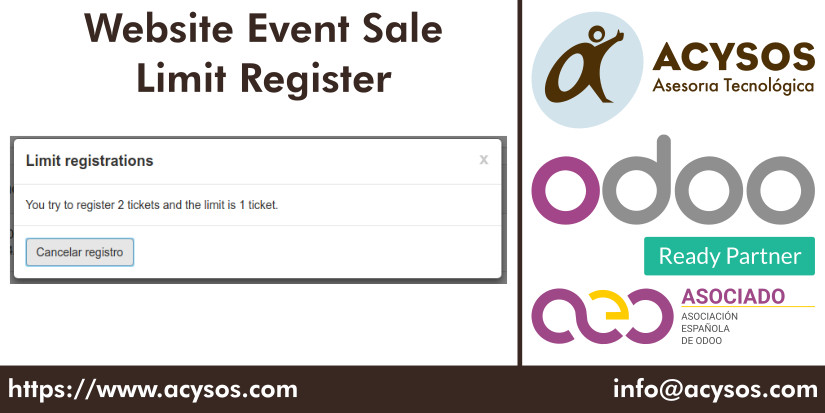 Website Event Sale
Limit Register
Limit registrations
x
You try to register 2 tickets and the limit is 1 ticket.
Cancelar registro
ACYSOS
Asesoría Tecnológica
odoo
Ready Partner
aeo
ASOCIADO
ASOCIACIÓN
ESPAÑOLA
DE ODOO
https://www.acysos.com
info@acysos.com